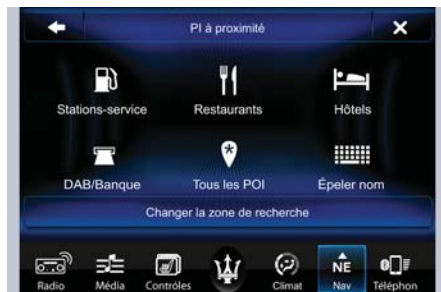 PI à proximité
Stations-service
Restaurants
Hôtels
DAB/Banque
Tous les POI
Épeler nom
Changer la zone de recherche
NE
Radio
Média
Contrôles
Climat
Nav
Téléphon